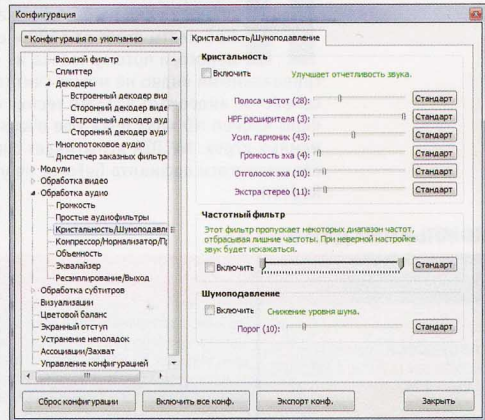 Конфигурация
* Конфигурация по умолчанию
Входной фильтр
Сплиттер
Декодеры
Встроенный декодер вид
Сторонний декодер виде
Встроенный декодер ауд
Сторонний декодер ауди
Многопотоковое аудио
Диспетчер заказных фильтро
Модули
Обработка видео
Обработка аудио
Громкость
Простые аудиофильтры
Кристальность/Шумоподавле
Компрессор/Нормализатор/Пр
Объемность
Эквалайзер
Ресэмплирование/Выход
Обработка субтитров
Визуализации
Цветовой баланс
Экранный отступ
Устранение неполадок
Ассоциации/Захват
Управление конфигурацией
Кристальность/Шумоподавление
Кристальность
Включить Улучшает отчетливость звука.
Полоса частот (28): Стандарт
HPF расширителя (3): Стандарт
Усил. гармоник (43): Стандарт
Громкость эха (4): Стандарт
Отголосок эха (10): Стандарт
Экстра стерео (11): Стандарт
Частотный фильтр
Этот фильтр пропускает некоторых диапазон частот,
отбрасывая лишние частоты. При неверной настройке
звук будет искажаться.
Включить Стандарт
Шумоподавление
Включить Снижение уровня шума.
Порог (10): Стандарт
Сброс конфигурации Включить все конф. Экспорт конф. Закрыть